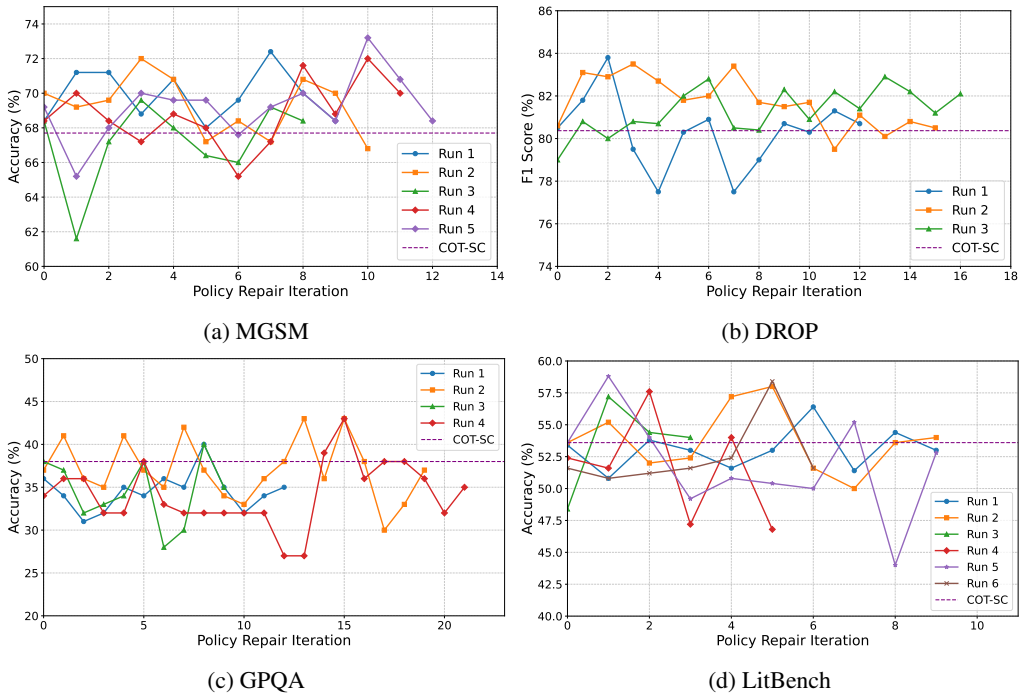 74
72
70
68
66
64
62
60
Accuracy (%)
0 2 4 6 8 10 12 14
Policy Repair Iteration
Run 1
Run 2
Run 3
Run 4
Run 5
COT-SC
(a) MGSM
86
84
82
80
78
76
74
F1 Score (%)
0 2 4 6 8 10 12 14 16 18
Policy Repair Iteration
Run 1
Run 2
Run 3
COT-SC
(b) DROP
50
45
40
35
30
25
20
Accuracy (%)
0 5 10 15 20
Policy Repair Iteration
Run 1
Run 2
Run 3
Run 4
COT-SC
(c) GPQA
60.0
57.5
55.0
52.5
50.0
47.5
45.0
42.5
40.0
Accuracy (%)
0 2 4 6 8 10
Policy Repair Iteration
Run 1
Run 2
Run 3
Run 4
Run 5
Run 6
COT-SC
(d) LitBench